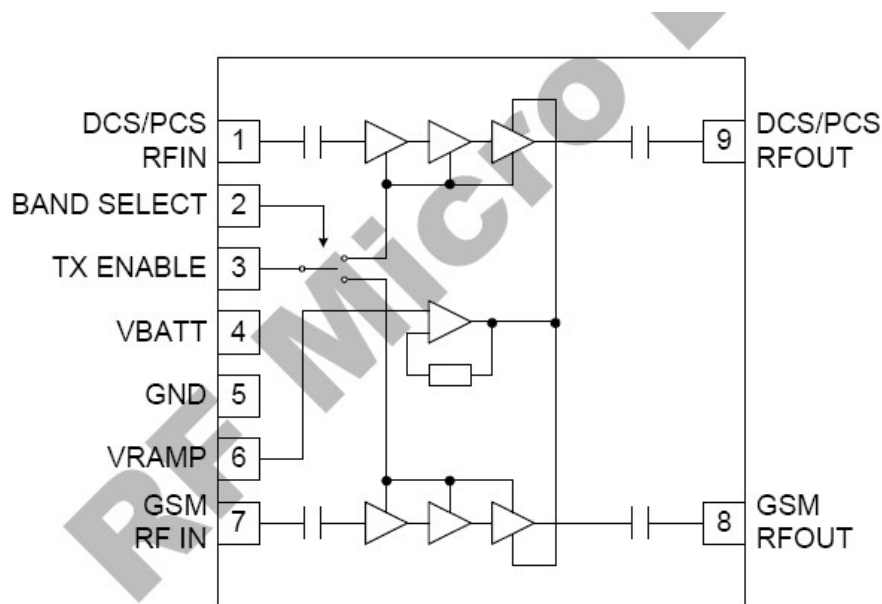 RF Micro
DCS/PCS
RFIN
1
BAND SELECT
2
TX ENABLE
3
VBATT
4
GND
5
VRAMP
6
GSM
RF IN
7
9
DCS/PCS
RFOUT
8
GSM
RFOUT